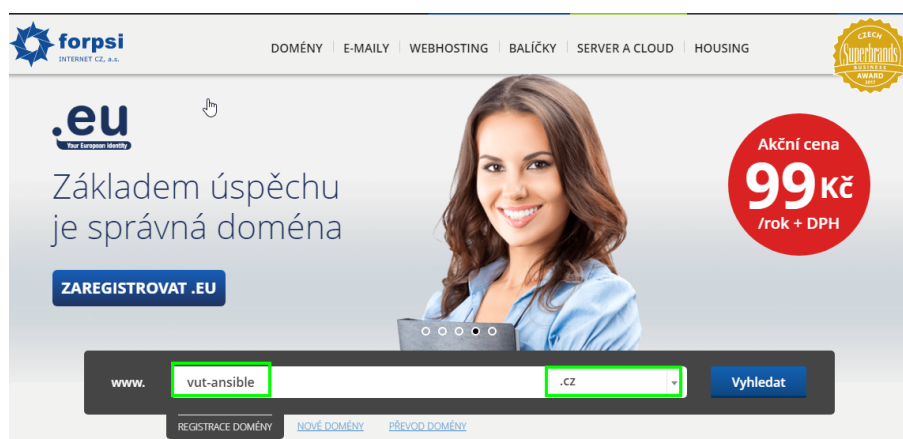 forpsi
INTERNET CZ, a.s.
DOMÉNY E-MAILY WEBHOSTING BALÍČKY SERVER A CLOUD HOUSING
CZECH
Superbrands
BUSINESS
AWARD
2017
.eu
Your European Identity
Základem úspěchu
je správná doména
ZAREGISTROVAT .EU
Akční cena
99 Kč
/rok + DPH
www. vut-ansible .cz Vyhledat
REGISTRACE DOMÉNY NOVÉ DOMÉNY PŘEVOD DOMÉNY